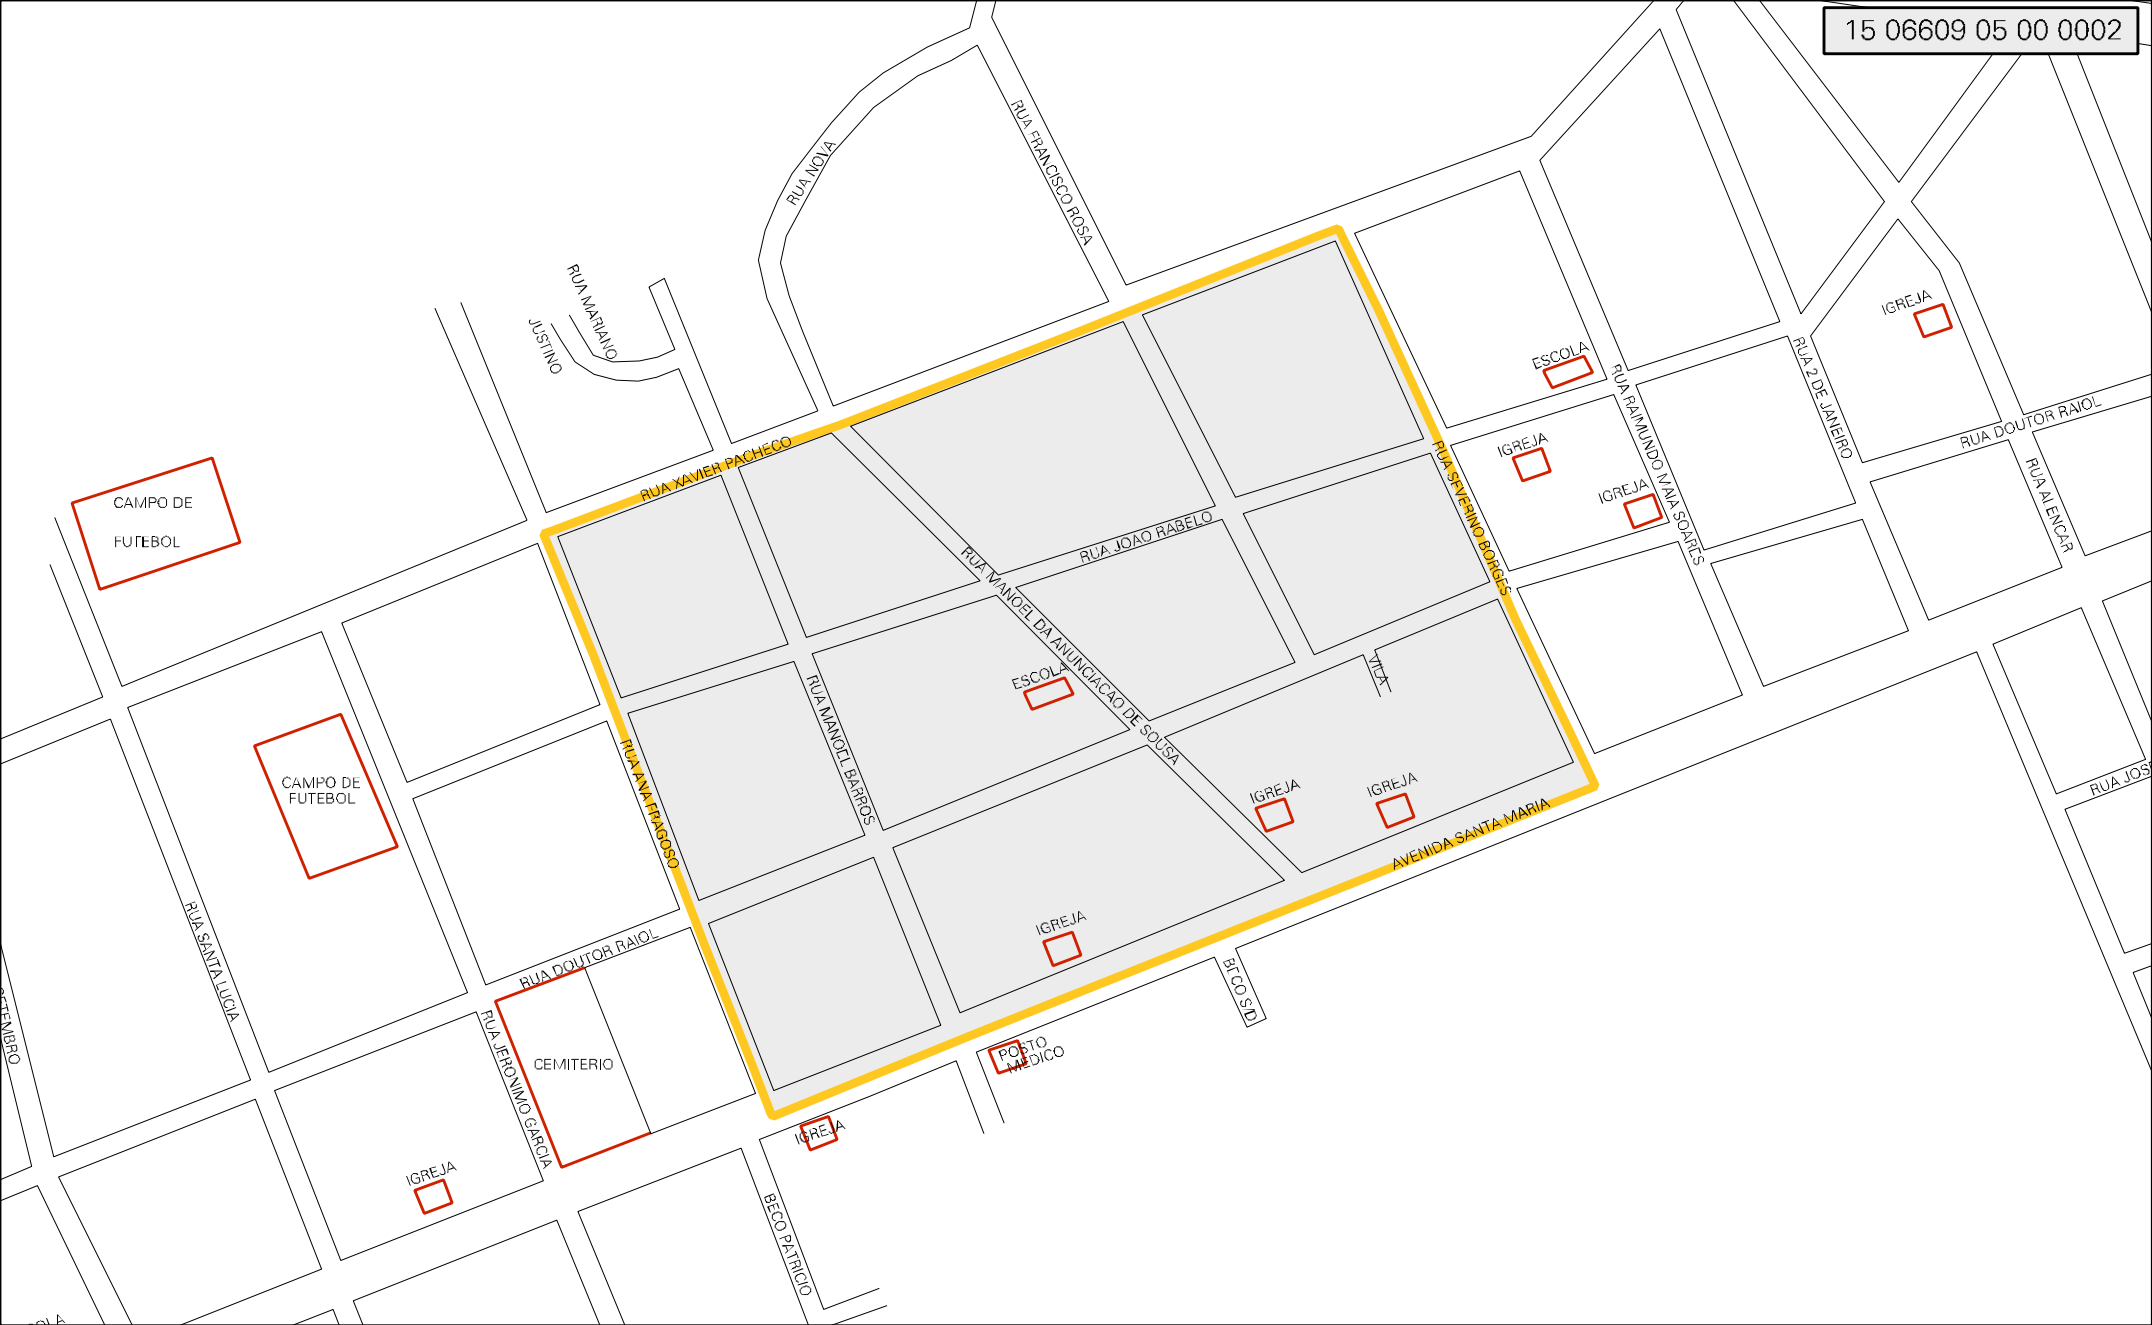 15 06609 05 00 0002
RUA NOVA
RUA FRANCISCO ROSA
RUA MARIANO
JUSTINO
IGREJA
ESCOLA
RUA 2 DE JANEIRO
RUA RAIMUNDO MAIA SOARES
RUA DOUTOR RAIOL
IGREJA
IGREJA
RUA ALENCAR
RUA XAVIER PACHECO
RUA SEVERINO BORGES
CAMPO DE
FUTEBOL
RUA JOAO RABELO
RUA MANOEL DA ANUNCIACAO DE SOUSA
ESCOLA
VILA
RUA MANOEL BARROS
RUA ANA FRAGOSO
CAMPO DE
FUTEBOL
IGREJA
IGREJA
RUA JOSE
AVENIDA SANTA MARIA
RUA SANTA LUCIA
RUA DOUTOR RAIOL
IGREJA
BECO S/D
SETEMBRO
RUA JERONIMO GARCIA
CEMITERIO
POSTO
MEDICO
IGREJA
IGREJA
BECO PATRICIO